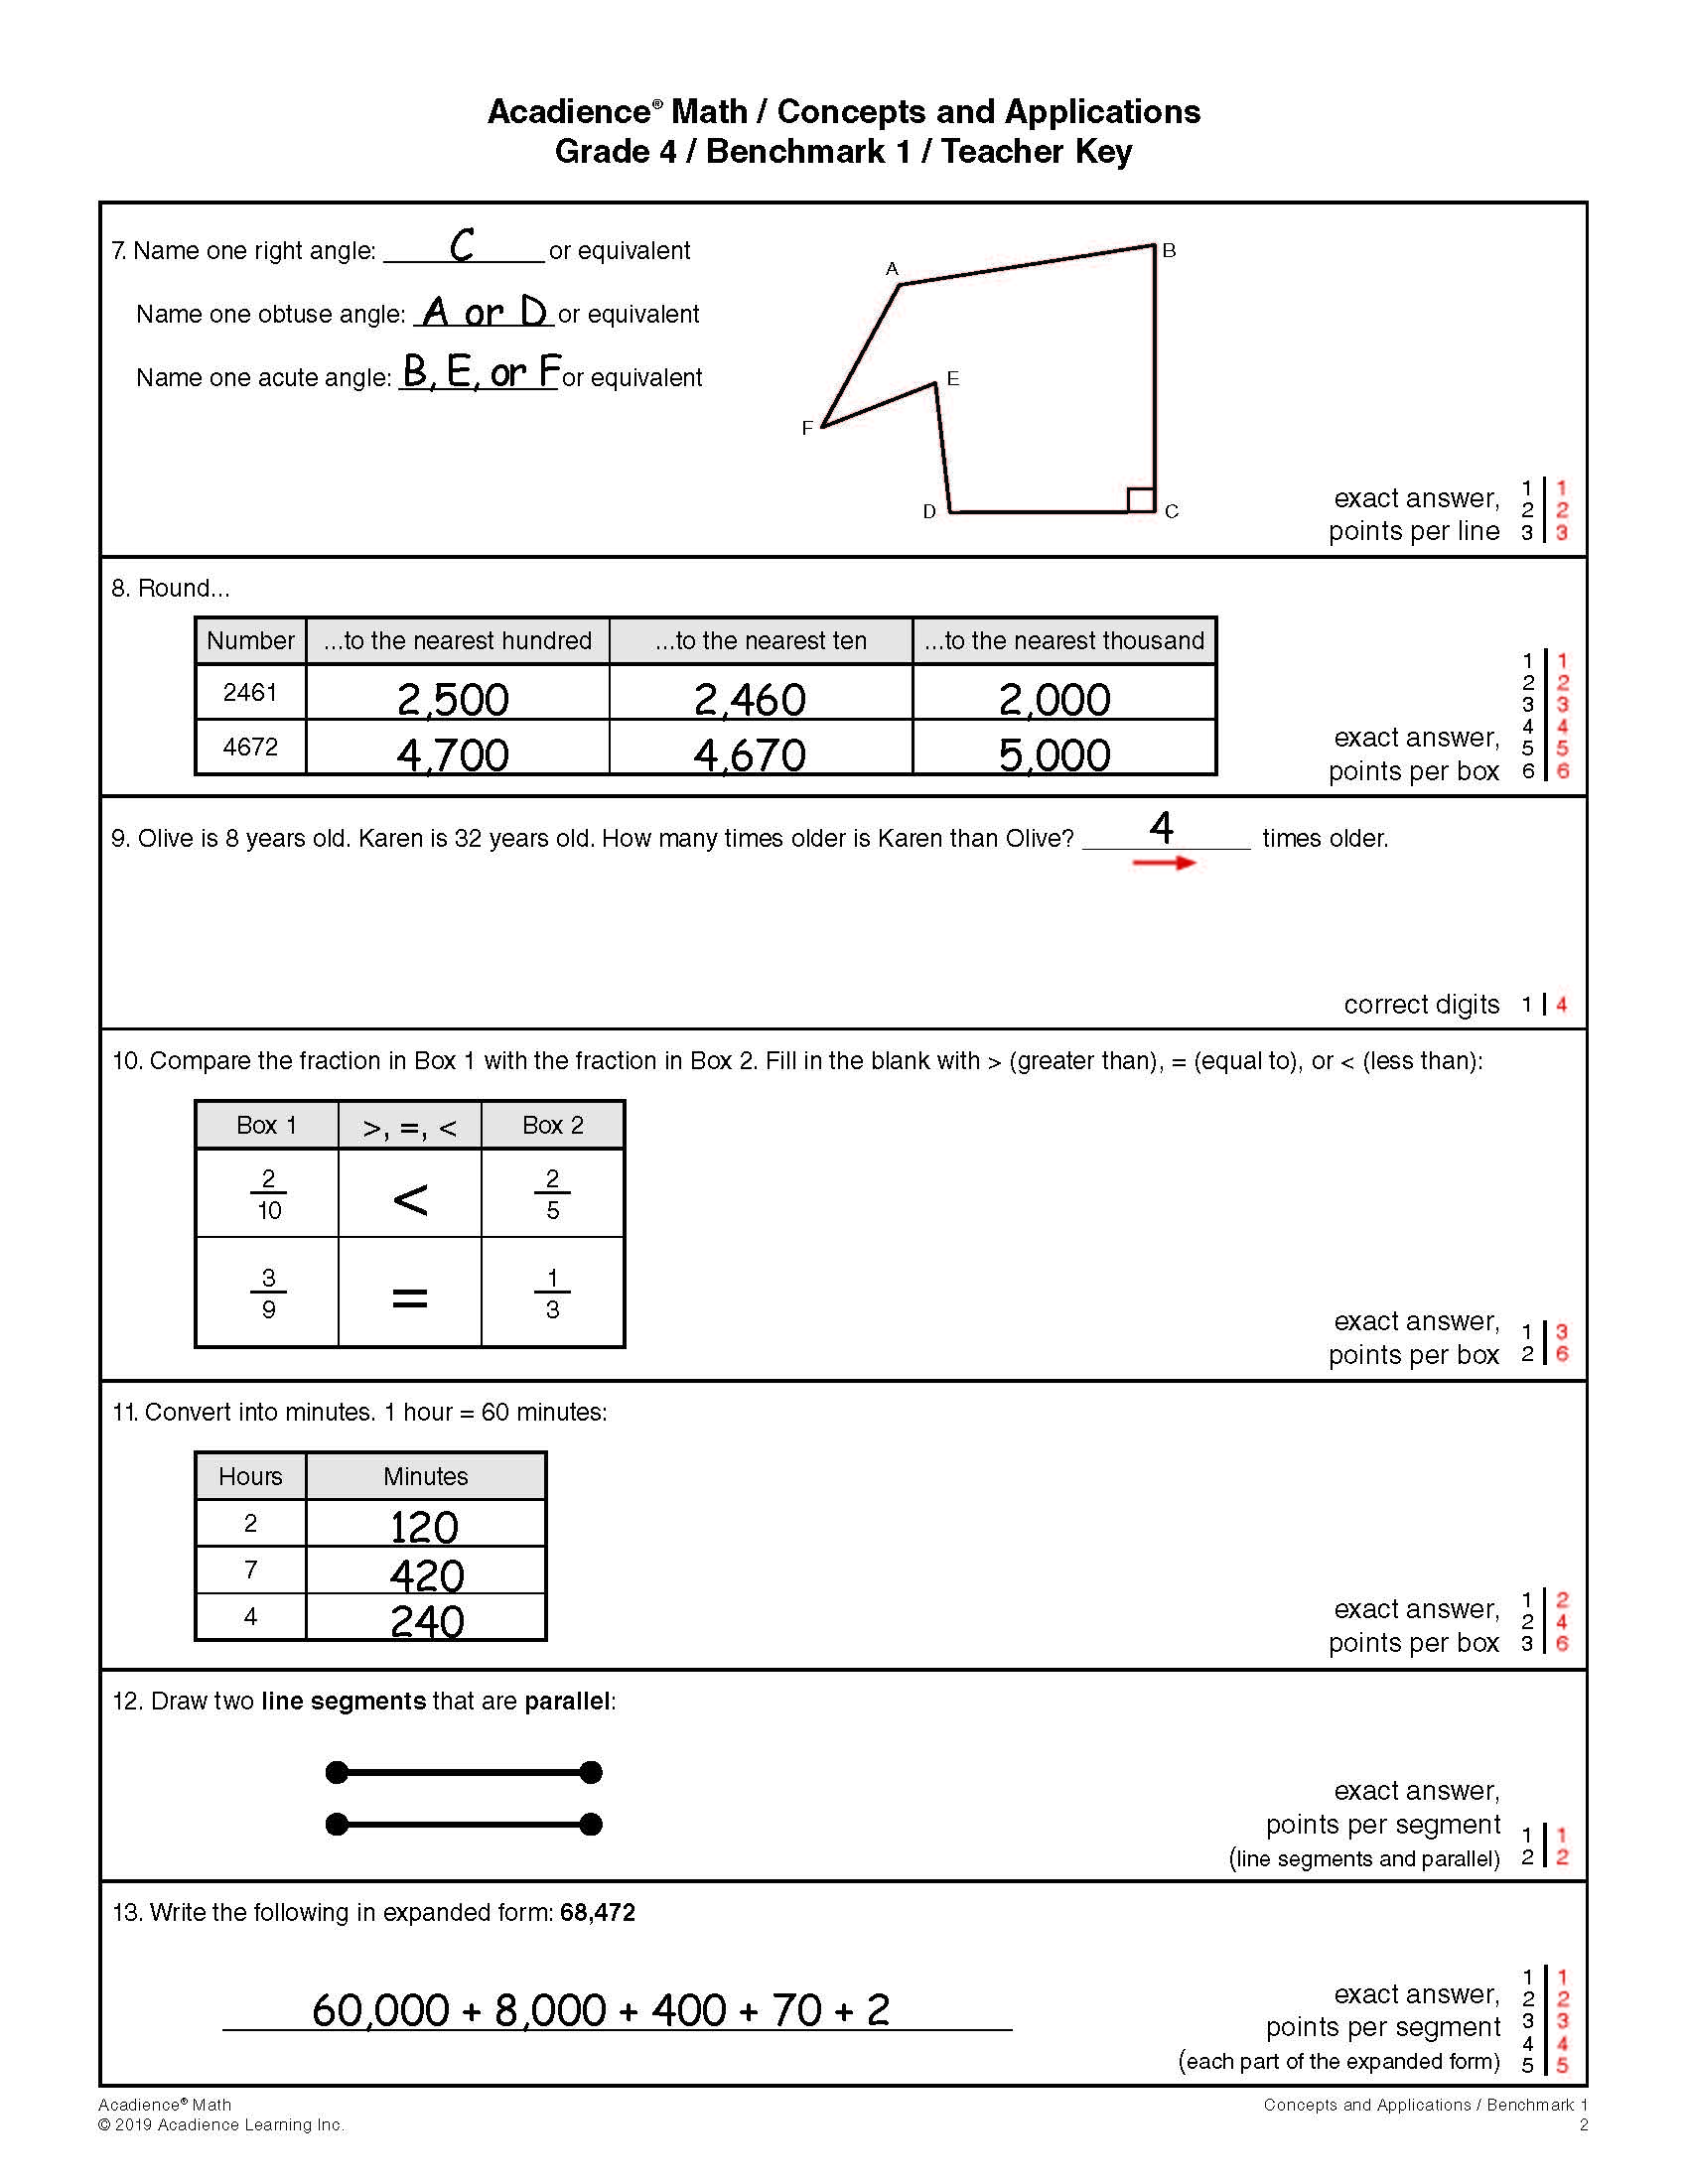 Acadience® Math / Concepts and Applications
Grade 4 / Benchmark 1 / Teacher Key
7. Name one right angle: C or equivalent
Name one obtuse angle: A or D or equivalent
Name one acute angle: B, E, or F or equivalent
A
B
E
F
D
C
exact answer,
points per line
1 | 1
2 | 2
3 | 3
8. Round...
Number ...to the nearest hundred ...to the nearest ten ...to the nearest thousand
2461 2,500 2,460 2,000
4672 4,700 4,670 5,000
exact answer,
points per box
1 | 1
2 | 2
3 | 3
4 | 4
5 | 5
6 | 6
9. Olive is 8 years old. Karen is 32 years old. How many times older is Karen than Olive? 4 times older.
correct digits 1 | 4
10. Compare the fraction in Box 1 with the fraction in Box 2. Fill in the blank with > (greater than), = (equal to), or < (less than):
Box 1 >, =, < Box 2
2/10 < 2/5
3/9 = 1/3
exact answer,
points per box
1 | 3
2 | 6
11. Convert into minutes. 1 hour = 60 minutes:
Hours Minutes
2 120
7 420
4 240
exact answer,
points per box
1 | 2
2 | 4
3 | 6
12. Draw two line segments that are parallel:
exact answer,
points per segment
(line segments and parallel)
1 | 1
2 | 2
13. Write the following in expanded form: 68,472
60,000 + 8,000 + 400 + 70 + 2
exact answer,
points per segment
(each part of the expanded form)
1 | 1
2 | 2
3 | 3
4 | 4
5 | 5
Acadience® Math
© 2019 Acadience Learning Inc.
Concepts and Applications / Benchmark 1
2